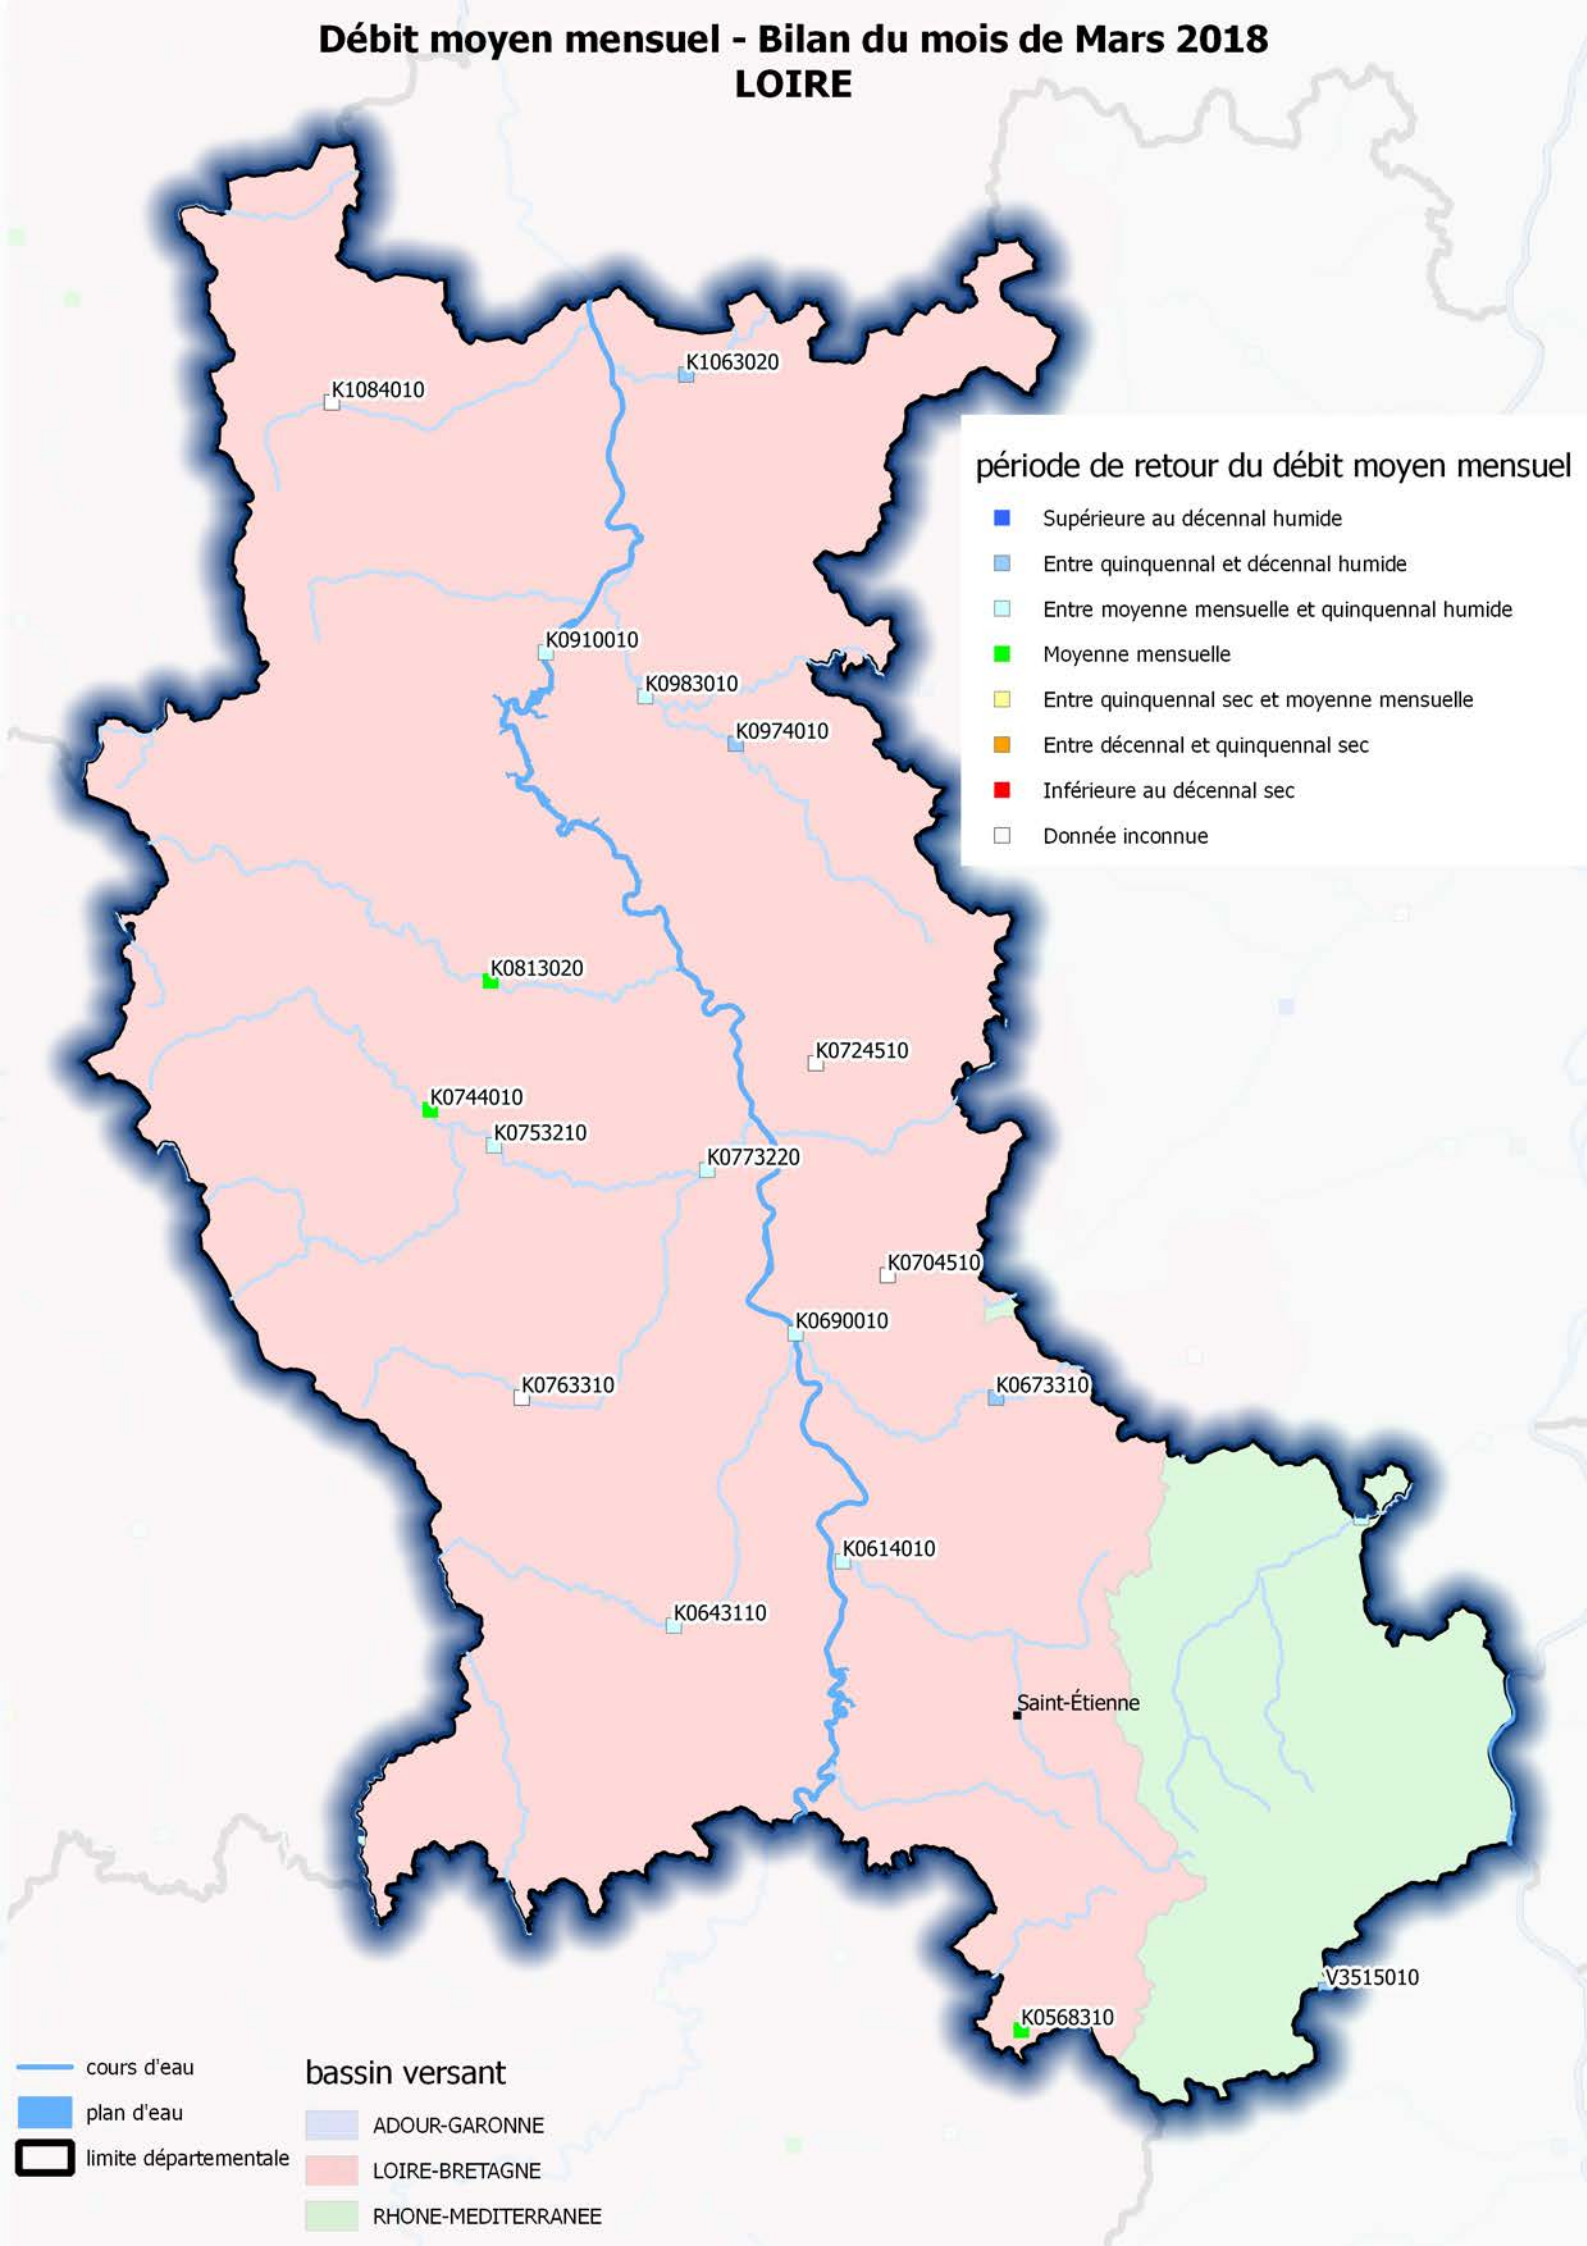 Débit moyen mensuel - Bilan du mois de Mars 2018
LOIRE
K1063020
K1084010
période de retour du débit moyen mensuel
Supérieure au décennal humide
Entre quinquennal et décennal humide
Entre moyenne mensuelle et quinquennal humide
Moyenne mensuelle
Entre quinquennal sec et moyenne mensuelle
Entre décennal et quinquennal sec
Inférieure au décennal sec
Donnée inconnue
K0910010
K0983010
K0974010
K0813020
K0724510
K0744010
K0753210
K0773220
K0704510
K0690010
K0763310
K0673310
K0614010
K0643110
Saint-Étienne
V3515010
K0568310
cours d'eau
plan d'eau
limite départementale
bassin versant
ADOUR-GARONNE
LOIRE-BRETAGNE
RHONE-MEDITERRANEE